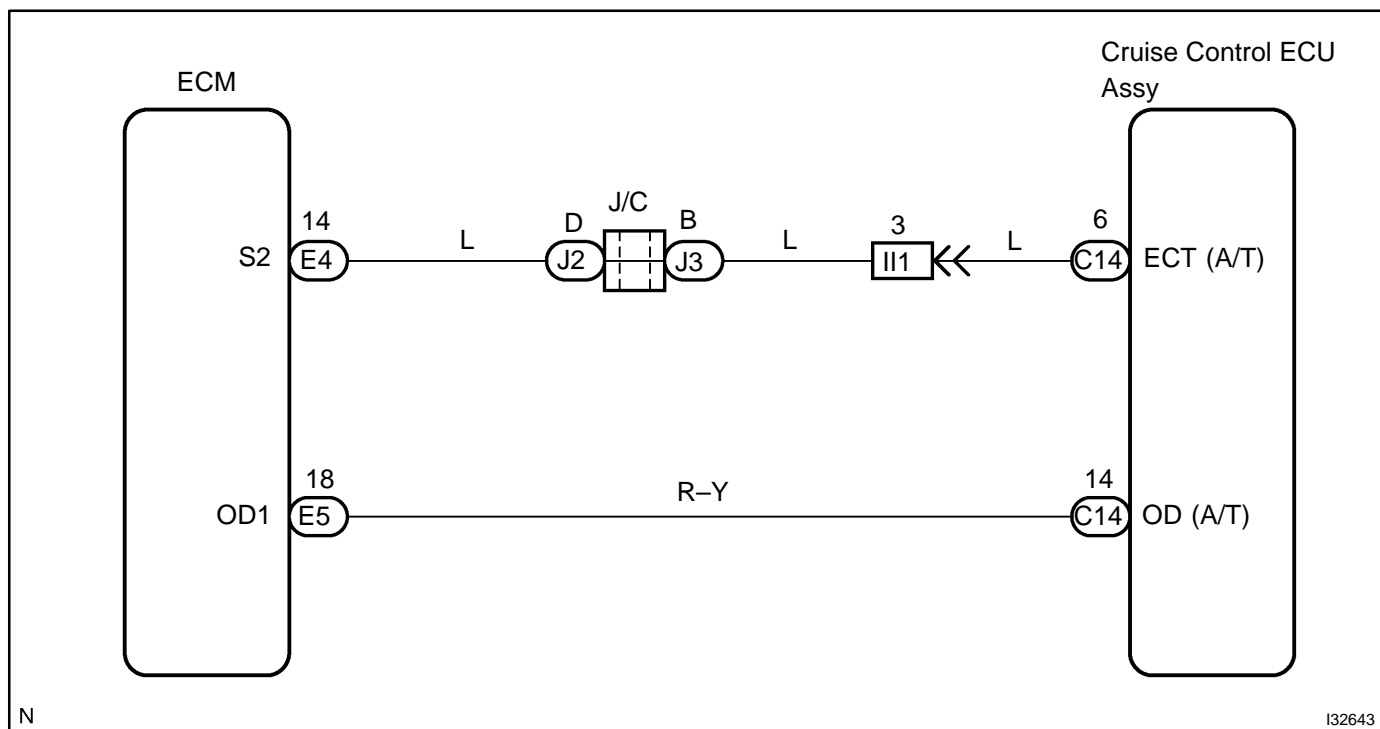 Cruise Control ECU
Assy
ECM
14 D J/C B 3 6
S2 E4 L J2 J3 L II1 L C14 ECT (A/T)
18 14
OD1 E5 R–Y C14 OD (A/T)
N I32643